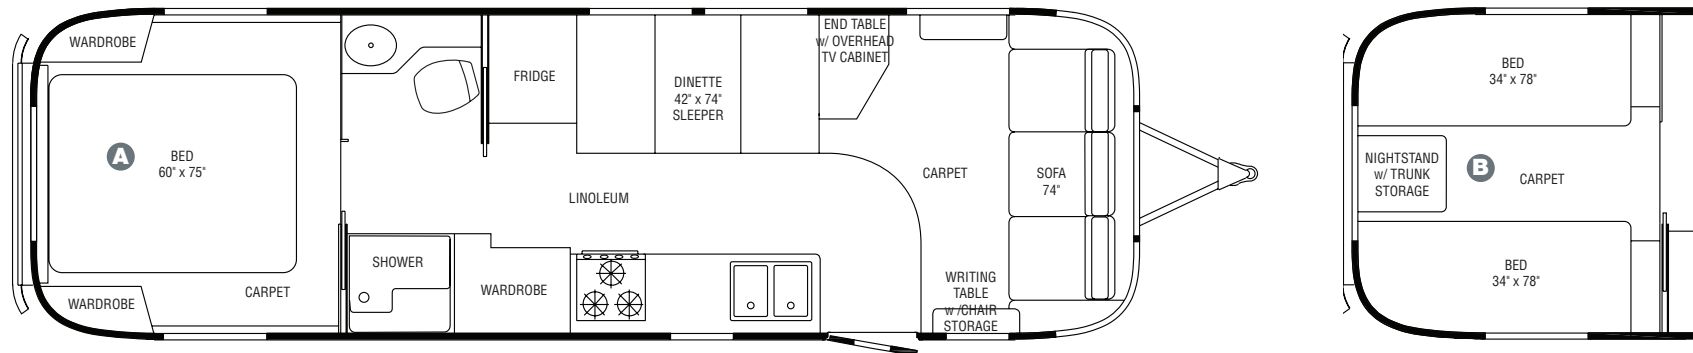 WARDROBE
A
BED
60" x 75"
WARDROBE
CARPET
SHOWER
WARDROBE
FRIDGE
LINOLEUM
DINETTE
42" x 74"
SLEEPER
END TABLE
w/ OVERHEAD
TV CABINET
CARPET
SOFA
74"
WRITING
TABLE
w /CHAIR
STORAGE
BED
34" x 78"
NIGHTSTAND
w/ TRUNK
STORAGE
B
CARPET
BED
34" x 78"